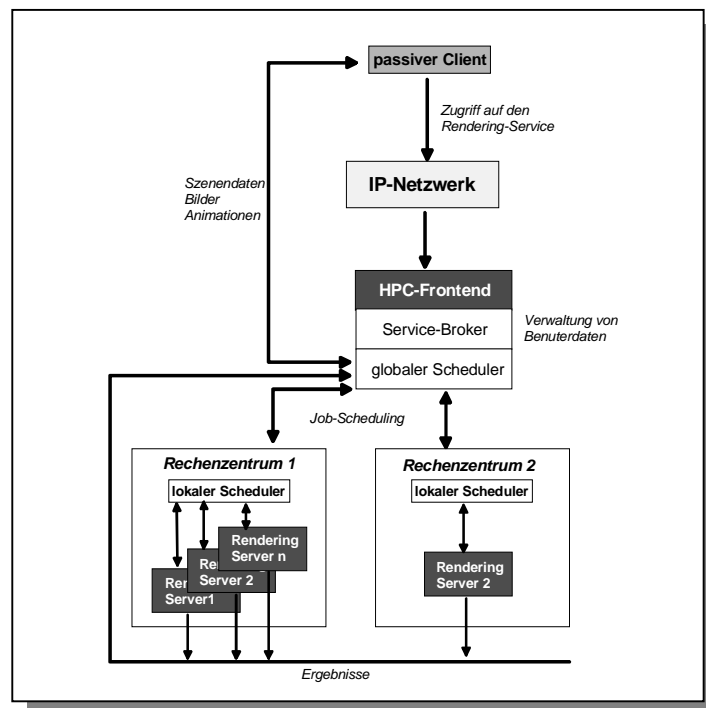 passiver Client
Zugriff auf den
Rendering-Service
IP-Netzwerk
Szenendaten
Bilder
Animationen
HPC-Frontend
Service-Broker
globaler Scheduler
Verwaltung von
Benuterdaten
Job-Scheduling
Rechenzentrum 1
lokaler Scheduler
Rendering
Server n
Re
Server 2
Rer
Server1
Rechenzentrum 2
lokaler Scheduler
Rendering
Server 2
Ergebnisse